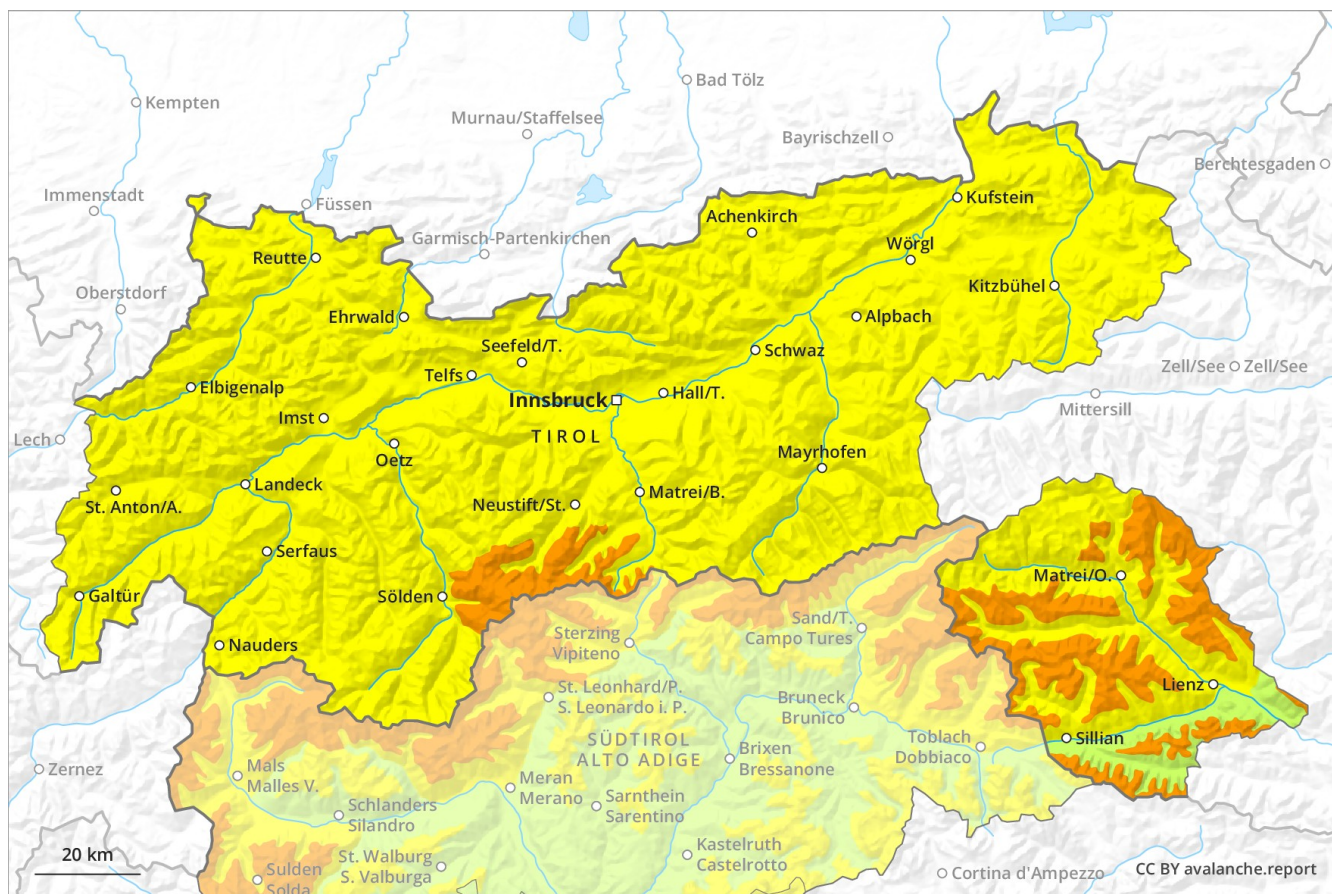 Bad Tölz
Kempten
Murnau/Staffelsee
Bayrischzell
Berchtesgaden
Immenstadt
Füssen
Kufstein
Achenkirch
Garmisch-Partenkirchen
Wörgl
Reutte
Kitzbühel
Oberstdorf
Ehrwald
Alpbach
Seefeld/T.
Schwaz
Telfs
Zell/See
Zell/See
Elbigenalp
Hall/T.
Innsbruck
Mittersill
Imst
TIROL
Lech
Mayrhofen
Oetz
Landeck
Matrei/B.
St. Anton/A.
Neustift/St.
Serfaus
Matrei/O.
Galtür
Sölden
Sand/T.
Campo Tures
Sterzing
Vipiteno
Nauders
Lienz
St. Leonhard/P.
S. Leonardo i. P.
Bruneck
Brunico
SÜDTIROL
ALTO ADIGE
Toblach
Dobbiaco
Sillian
Brixen
Bressanone
Zernez
Mals
Malles V.
Meran
Merano
Sarnthein
Sarentino
Schlanders
Silandro
Kastelruth
Castelrotto
20 km
St. Walburg
S. Valburga
Sulden
Solda
Cortina d'Ampezzo
CC BY avalanche.report